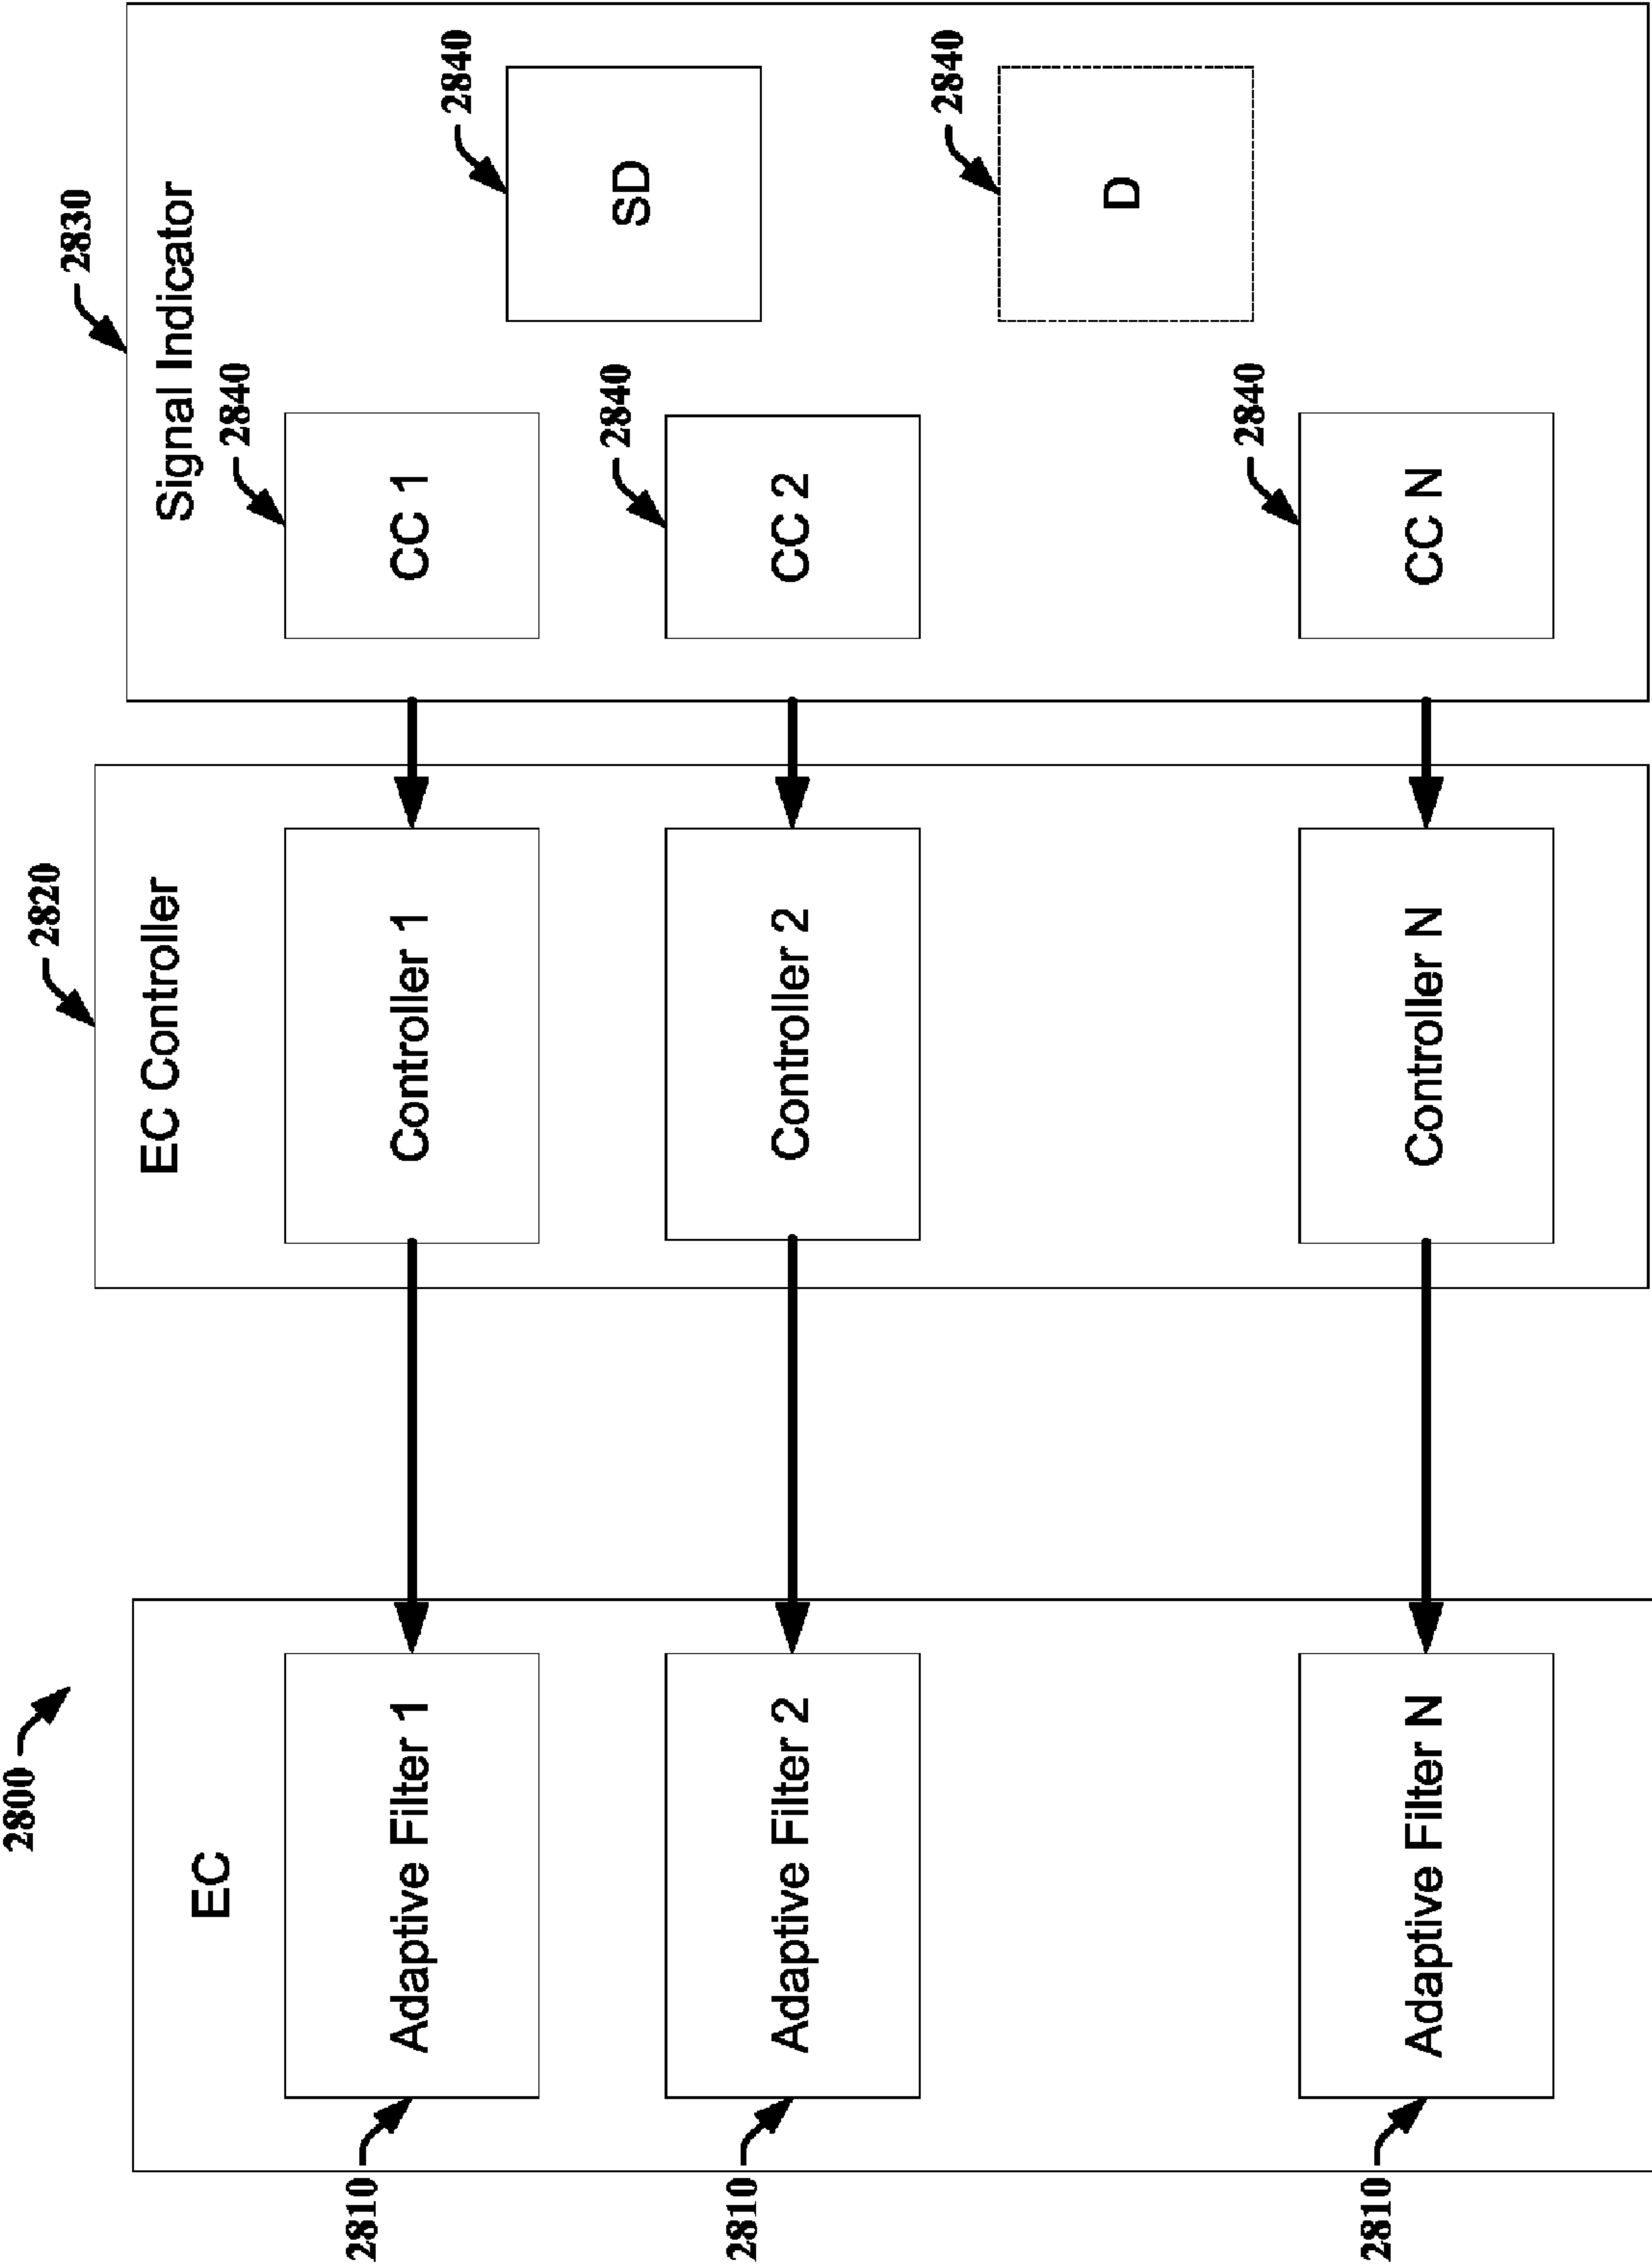 2800
EC
2810
Adaptive Filter 1
2810
Adaptive Filter 2
2810
Adaptive Filter N
2820
EC Controller
Controller 1
Controller 2
Controller N
2830
Signal Indicator
2840
CC 1
2840
CC 2
2840
CC N
2840
SD
2840
D